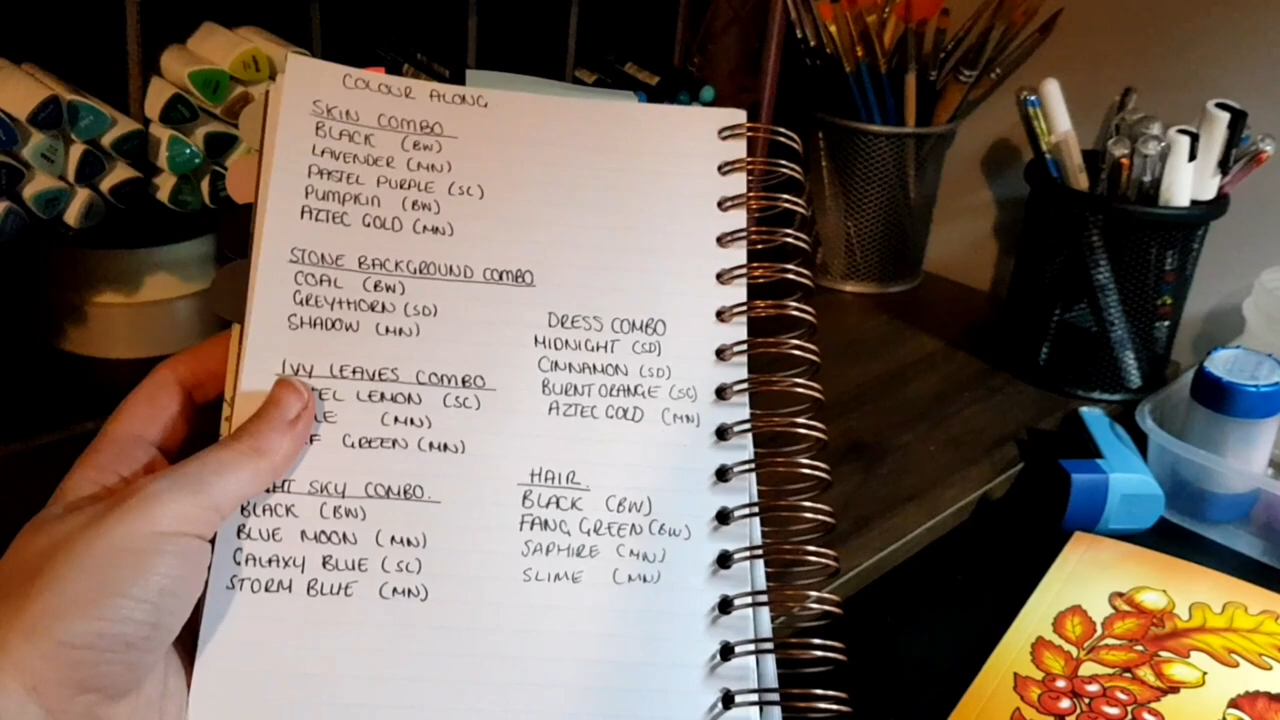 COLOUR ALONG
SKIN COMBO
BLACK (BW)
LAVENDER (MN)
PASTEL PURPLE (SC)
PUMPKIN (BW)
AZTEC GOLD (MN)
STONE BACKGROUND COMBO
COAL (BW)
GREYTHORN (SD)
SHADOW (MN)
IVY LEAVES COMBO
TEL LEMON (SC)
LE (MN)
F GREEN (MN)
HT SKY COMBO.
BLACK (BW)
BLUE MOON (MN)
GALAXY BLUE (SC)
STORM BLUE (MN)
DRESS COMBO
MIDNIGHT (SD)
CINNAMON (SD)
BURNT ORANGE (SC)
AZTEC GOLD (MN)
HAIR.
BLACK (BW)
FANG GREEN (BW)
SAPHIRE (MN)
SLIME (MN)